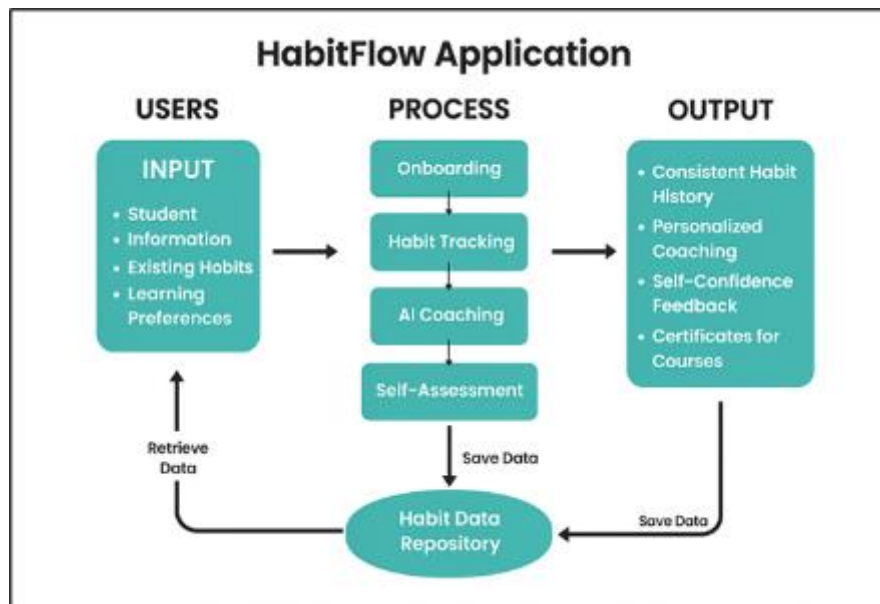 HabitFlow Application
USERS
INPUT
• Student
• Information
• Existing Hobits
• Learning
Preferences
PROCESS
Onboarding
Habit Tracking
AI Coaching
Self-Assessment
OUTPUT
• Consistent Habit
History
• Personalized
Coaching
• Self-Confidence
Feedback
• Certificates for
Courses
Retrieve
Data
Save Data
Save Data
Habit Data
Repository